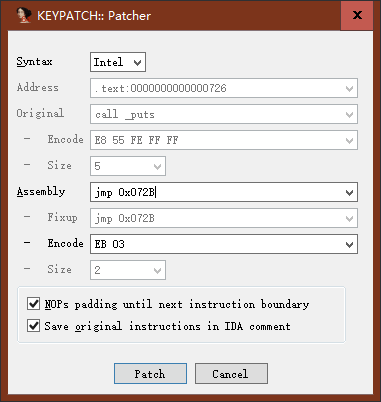 KEYPATCH:: Patcher
Syntax Intel
Address .text:0000000000000726
Original call _puts
- Encode E8 55 FE FF FF
- Size 5
Assembly jmp 0x072B
- Fixup jmp 0x072B
- Encode EB 03
- Size 2
NOPs padding until next instruction boundary
Save original instructions in IDA comment
Patch Cancel